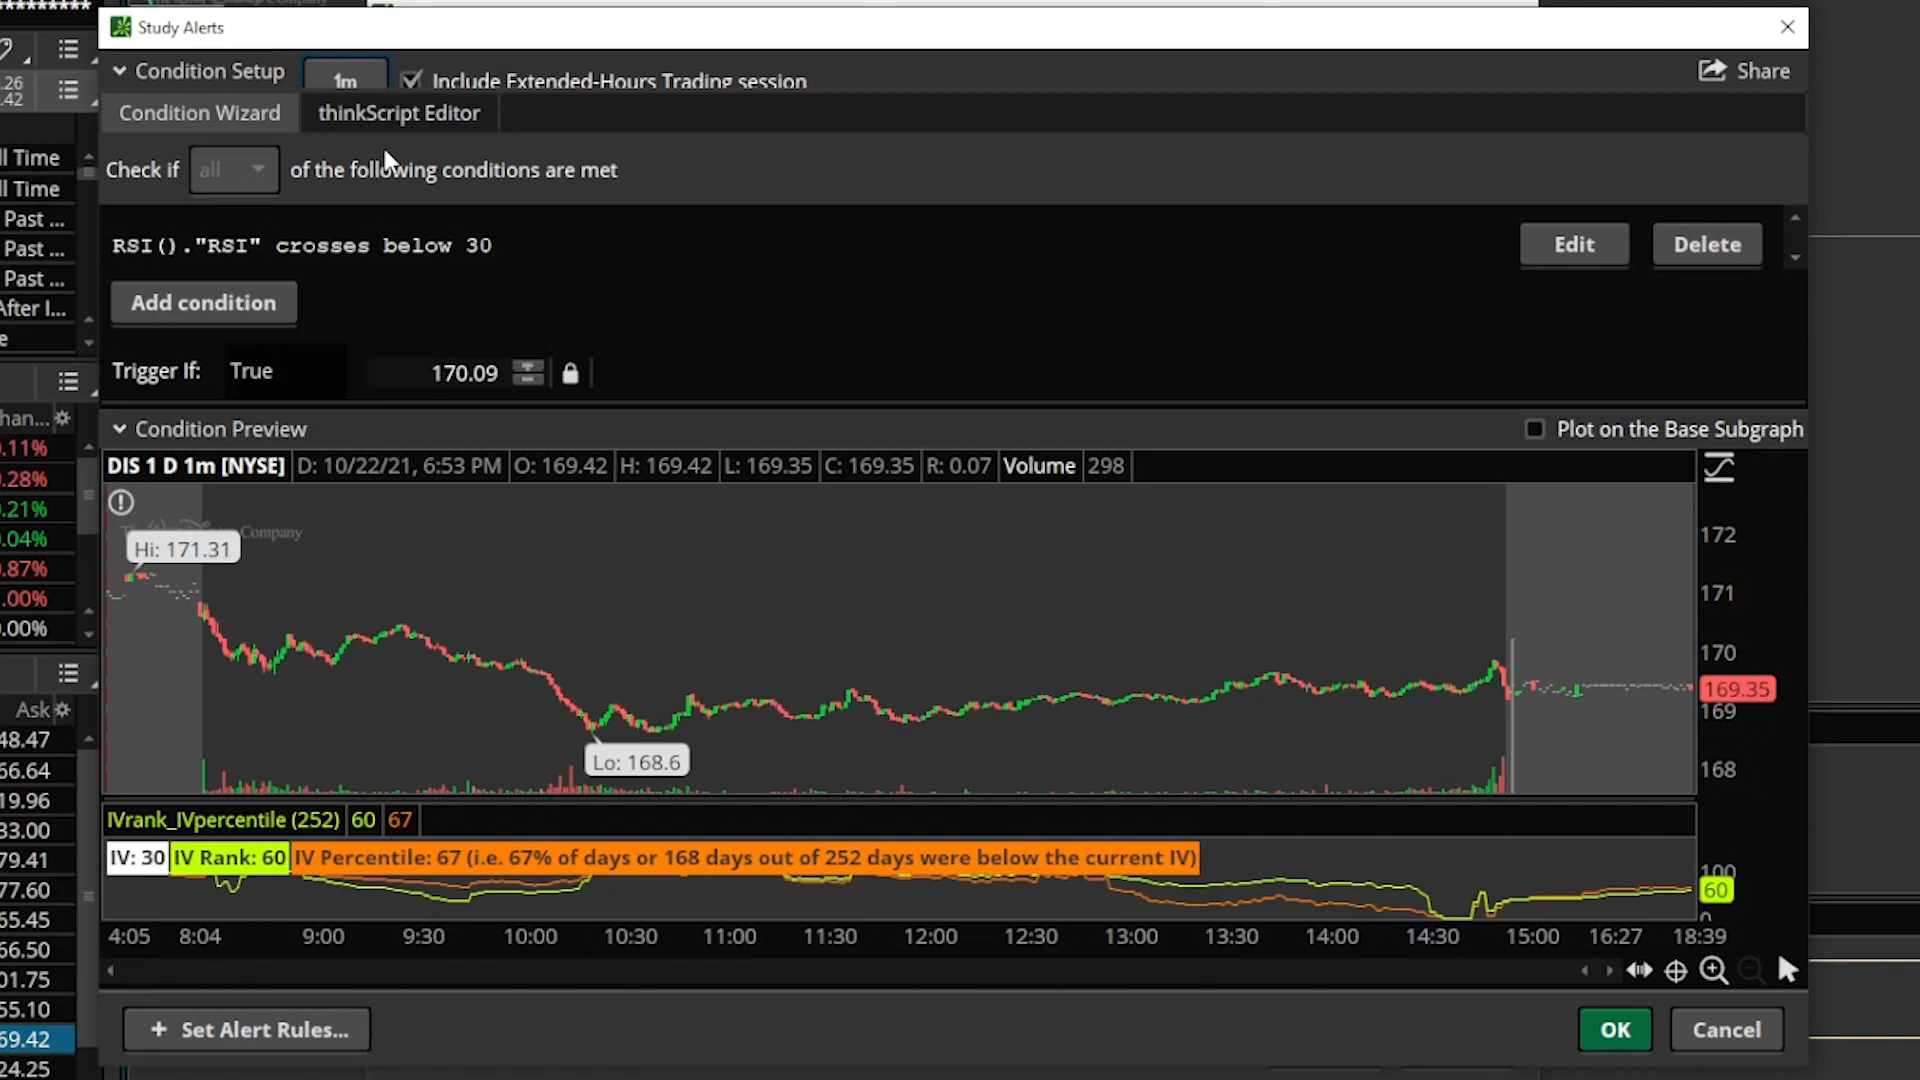 Study Alerts
Condition Setup
1m
Include Extended-Hours Trading session
Share
Condition Wizard
thinkScript Editor
Check if all of the following conditions are met
RSI()."RSI" crosses below 30
Edit
Delete
Add condition
Trigger If: True
170.09
Condition Preview
Plot on the Base Subgraph
DIS 1 D 1m [NYSE] D: 10/22/21, 6:53 PM O: 169.42 H: 169.42 L: 169.35 C: 169.35 R: 0.07 Volume 298
Company
Hi: 171.31
Lo: 168.6
172
171
170
169.35
169
168
IVrank_IVpercentile (252) 60 67
IV: 30 IV Rank: 60 IV Percentile: 67 (i.e. 67% of days or 168 days out of 252 days were below the current IV)
100
60
0
4:05 8:04 9:00 9:30 10:00 10:30 11:00 11:30 12:00 12:30 13:00 13:30 14:00 14:30 15:00 16:27 18:39
+ Set Alert Rules...
OK
Cancel
.26
.42
ll Time
ll Time
Past ...
Past ...
Past ...
After I...
e
han...
.11%
.28%
.21%
.04%
.87%
.00%
.00%
Ask
48.47
66.64
19.96
33.00
79.41
77.60
65.45
66.50
01.75
55.10
69.42
24.25